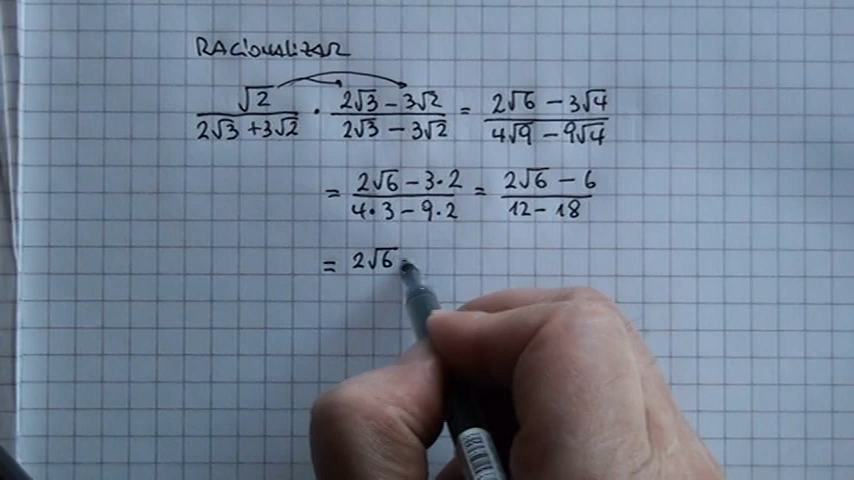 RACionalizar
√2 / (2√3 + 3√2) · (2√3 - 3√2) / (2√3 - 3√2) = (2√6 - 3√4) / (4√9 - 9√4)
= (2√6 - 3·2) / (4·3 - 9·2) = (2√6 - 6) / (12 - 18)
= 2√6